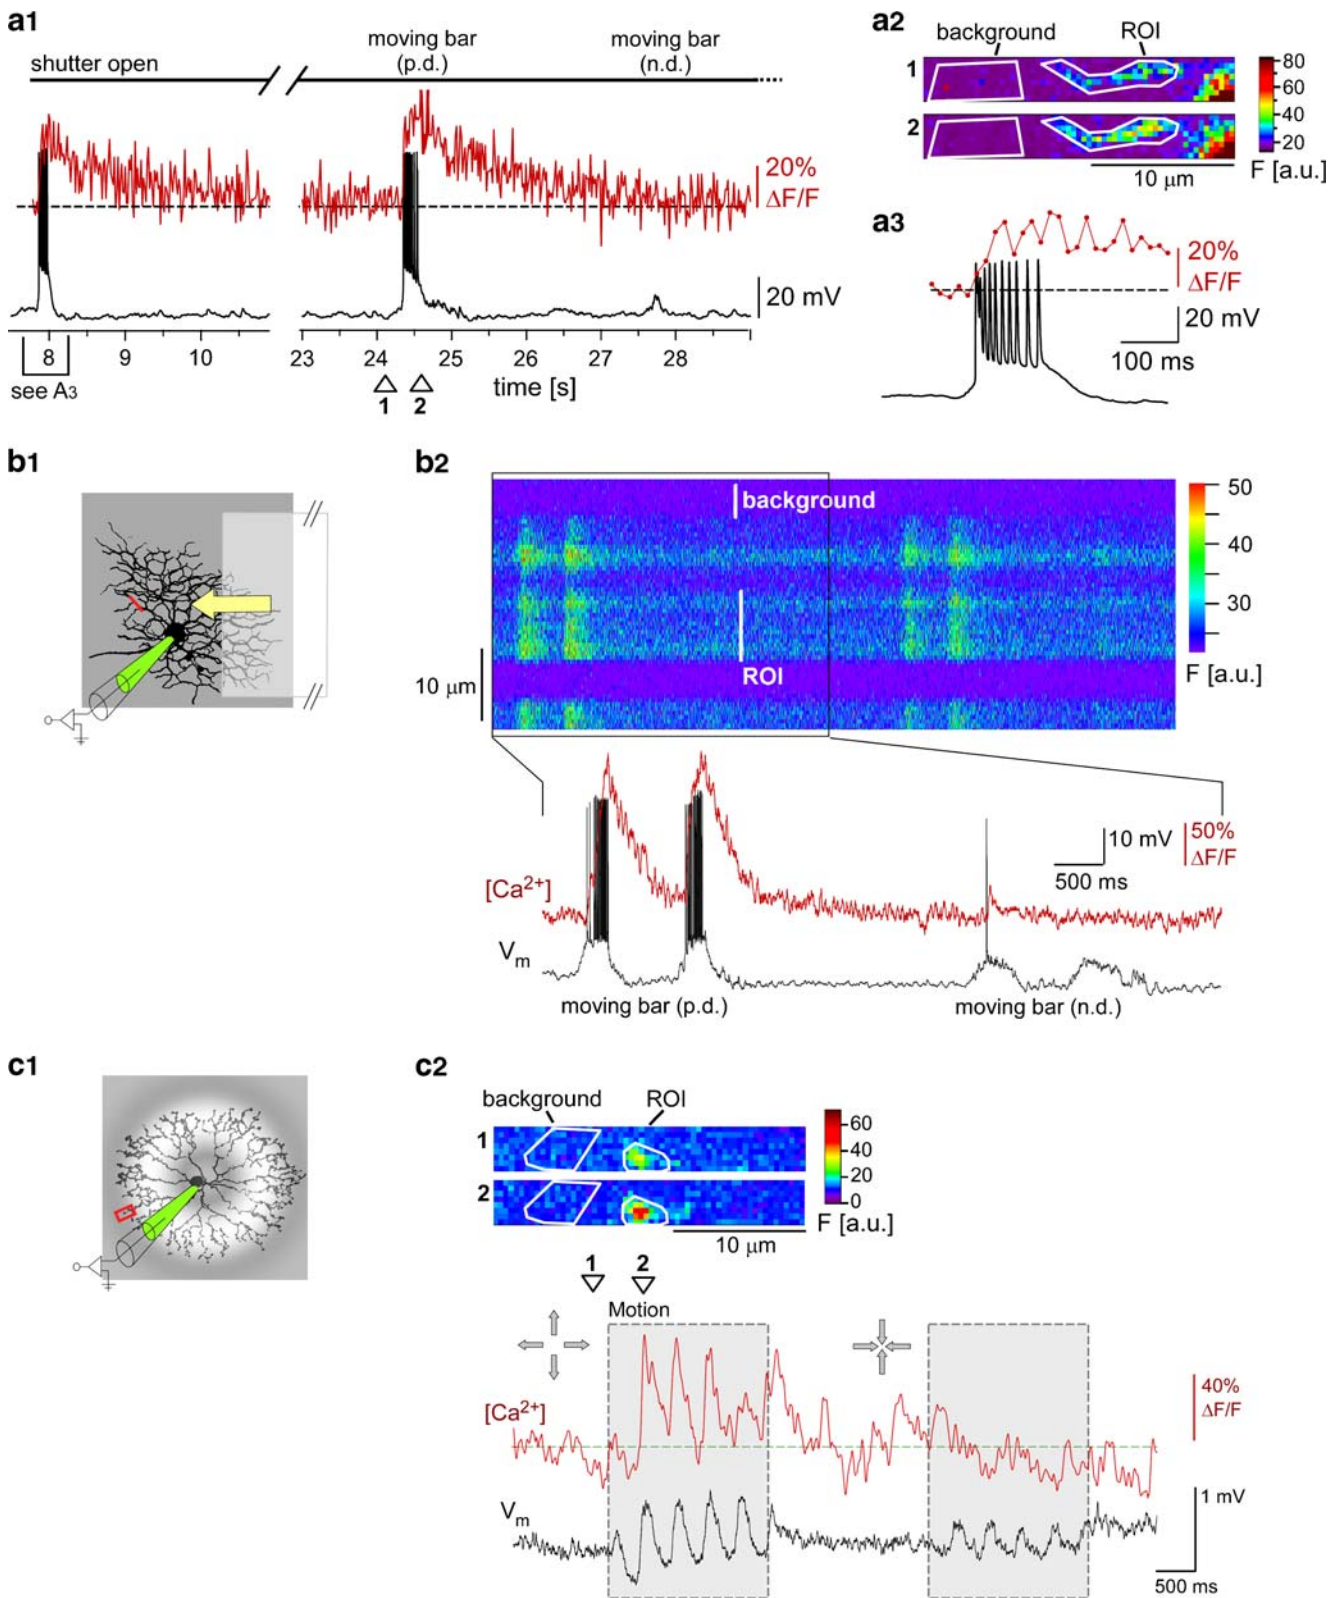 a1
shutter open
moving bar
(p.d.)
moving bar
(n.d.)
20%
ΔF/F
20 mV
8 9 10 23 24 25 26 27 28
see A3
time [s]
1 2
a2
background ROI
1
2
80
60
40
20
F [a.u.]
10 μm
a3
20%
ΔF/F
20 mV
100 ms
b1
b2
background
ROI
10 μm
50
40
30
F [a.u.]
[Ca2+]
Vm
10 mV
500 ms
50%
ΔF/F
moving bar (p.d.)
moving bar (n.d.)
c1
c2
background ROI
1
2
60
40
20
0
F [a.u.]
10 μm
1 2
Motion
[Ca2+]
40%
ΔF/F
Vm
1 mV
500 ms